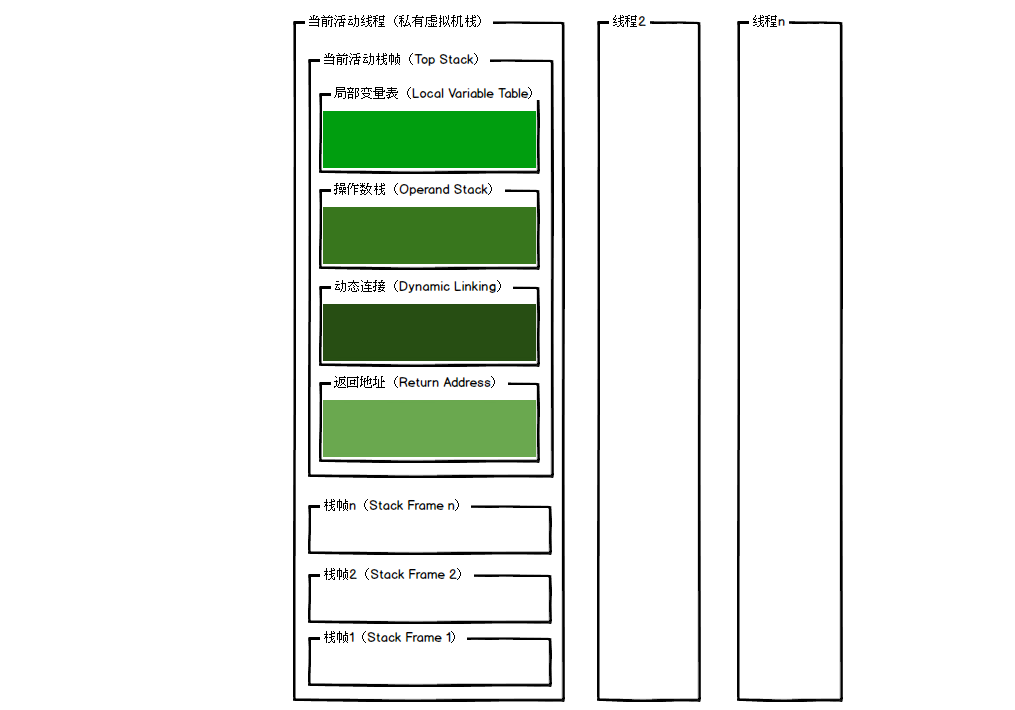 当前活动线程（私有虚拟机栈）
线程2
线程n
当前活动栈帧（Top Stack）
局部变量表（Local Variable Table）
操作数栈（Operand Stack）
动态连接（Dynamic Linking）
返回地址（Return Address）
栈帧n（Stack Frame n）
栈帧2（Stack Frame 2）
栈帧1（Stack Frame 1）